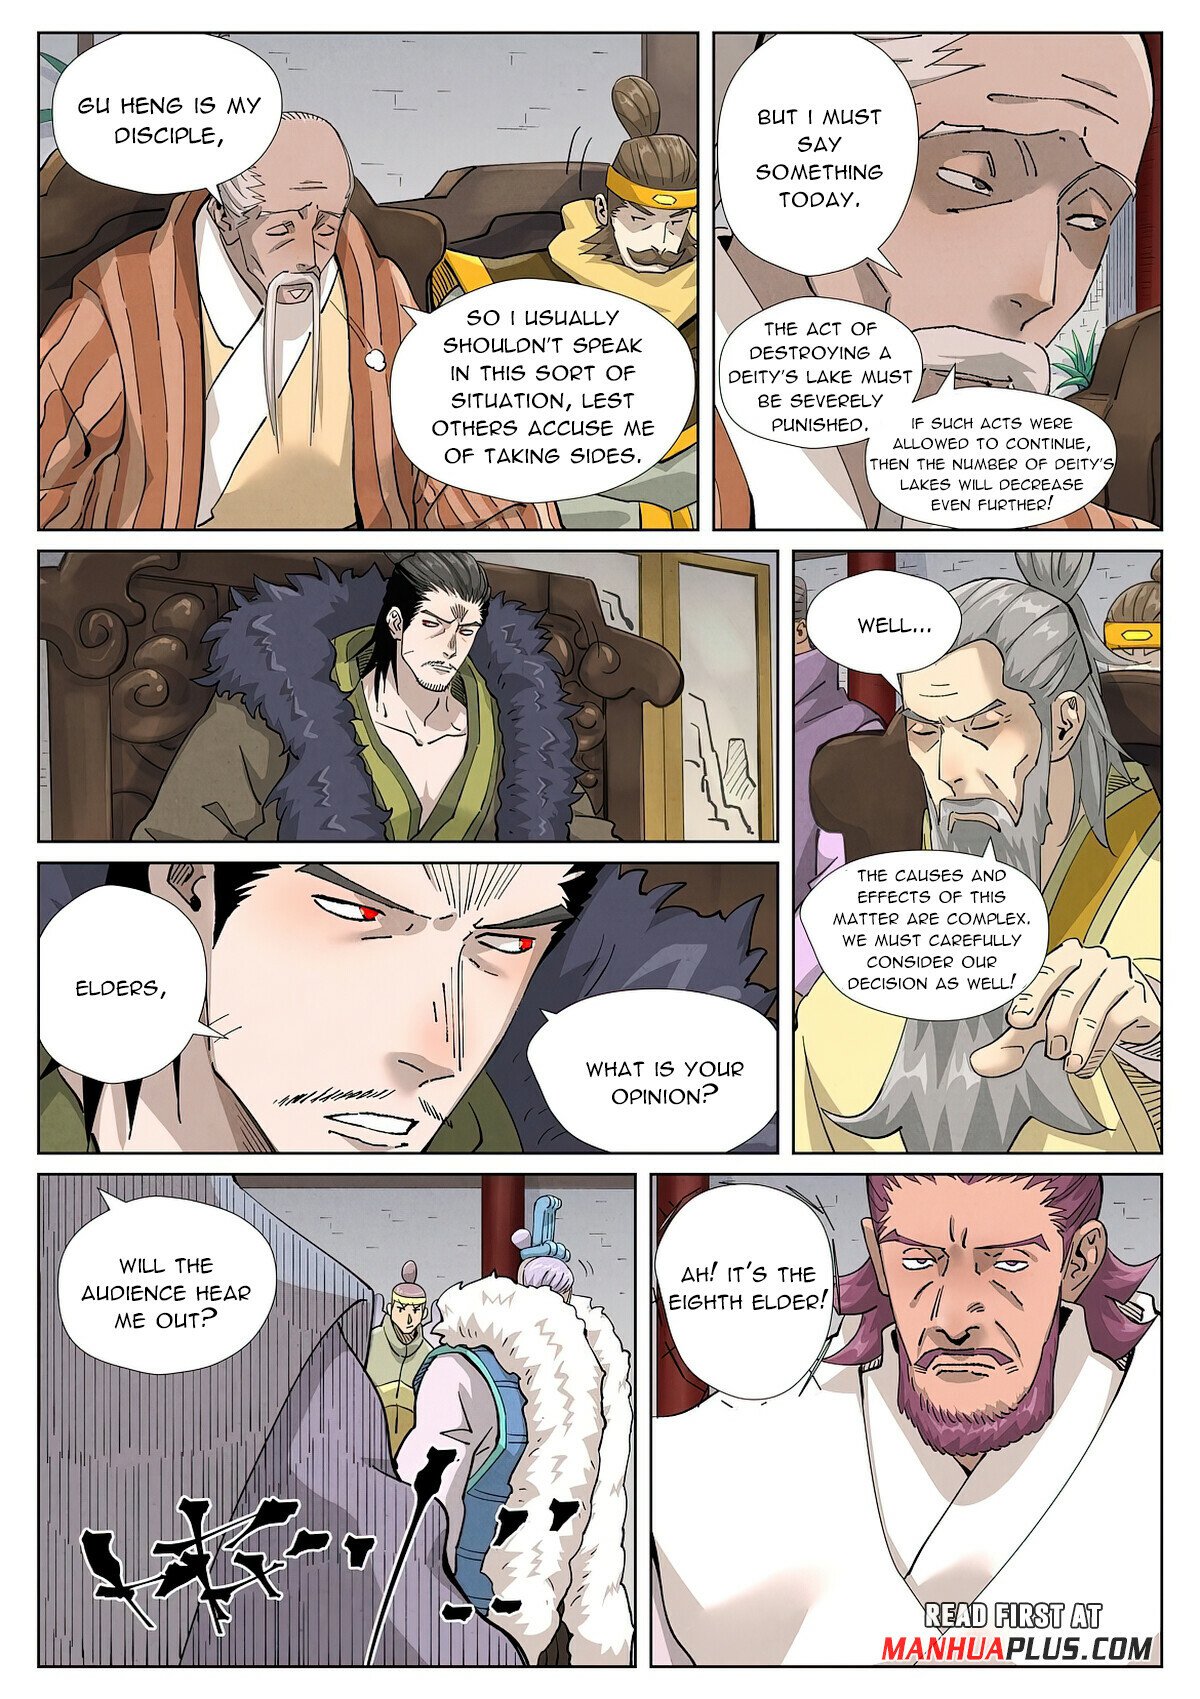 GU HENG IS MY
DISCIPLE,
SO I USUALLY
SHOULDN'T SPEAK
IN THIS SORT OF
SITUATION, LEST
OTHERS ACCUSE ME
OF TAKING SIDES.
BUT I MUST
SAY
SOMETHING
TODAY.
THE ACT OF
DESTROYING A
DEITY'S LAKE MUST
BE SEVERELY
PUNISHED.
IF SUCH ACTS WERE
ALLOWED TO CONTINUE,
THEN THE NUMBER OF DEITY'S
LAKES WILL DECREASE
EVEN FURTHER!
ELDERS,
WHAT IS YOUR
OPINION?
WELL...
THE CAUSES AND
EFFECTS OF THIS
MATTER ARE COMPLEX.
WE MUST CAREFULLY
CONSIDER OUR
DECISION AS WELL!
WILL THE
AUDIENCE HEAR
ME OUT?
AH! IT'S THE
EIGHTH ELDER!
READ FIRST AT
MANHUAPLUS.COM